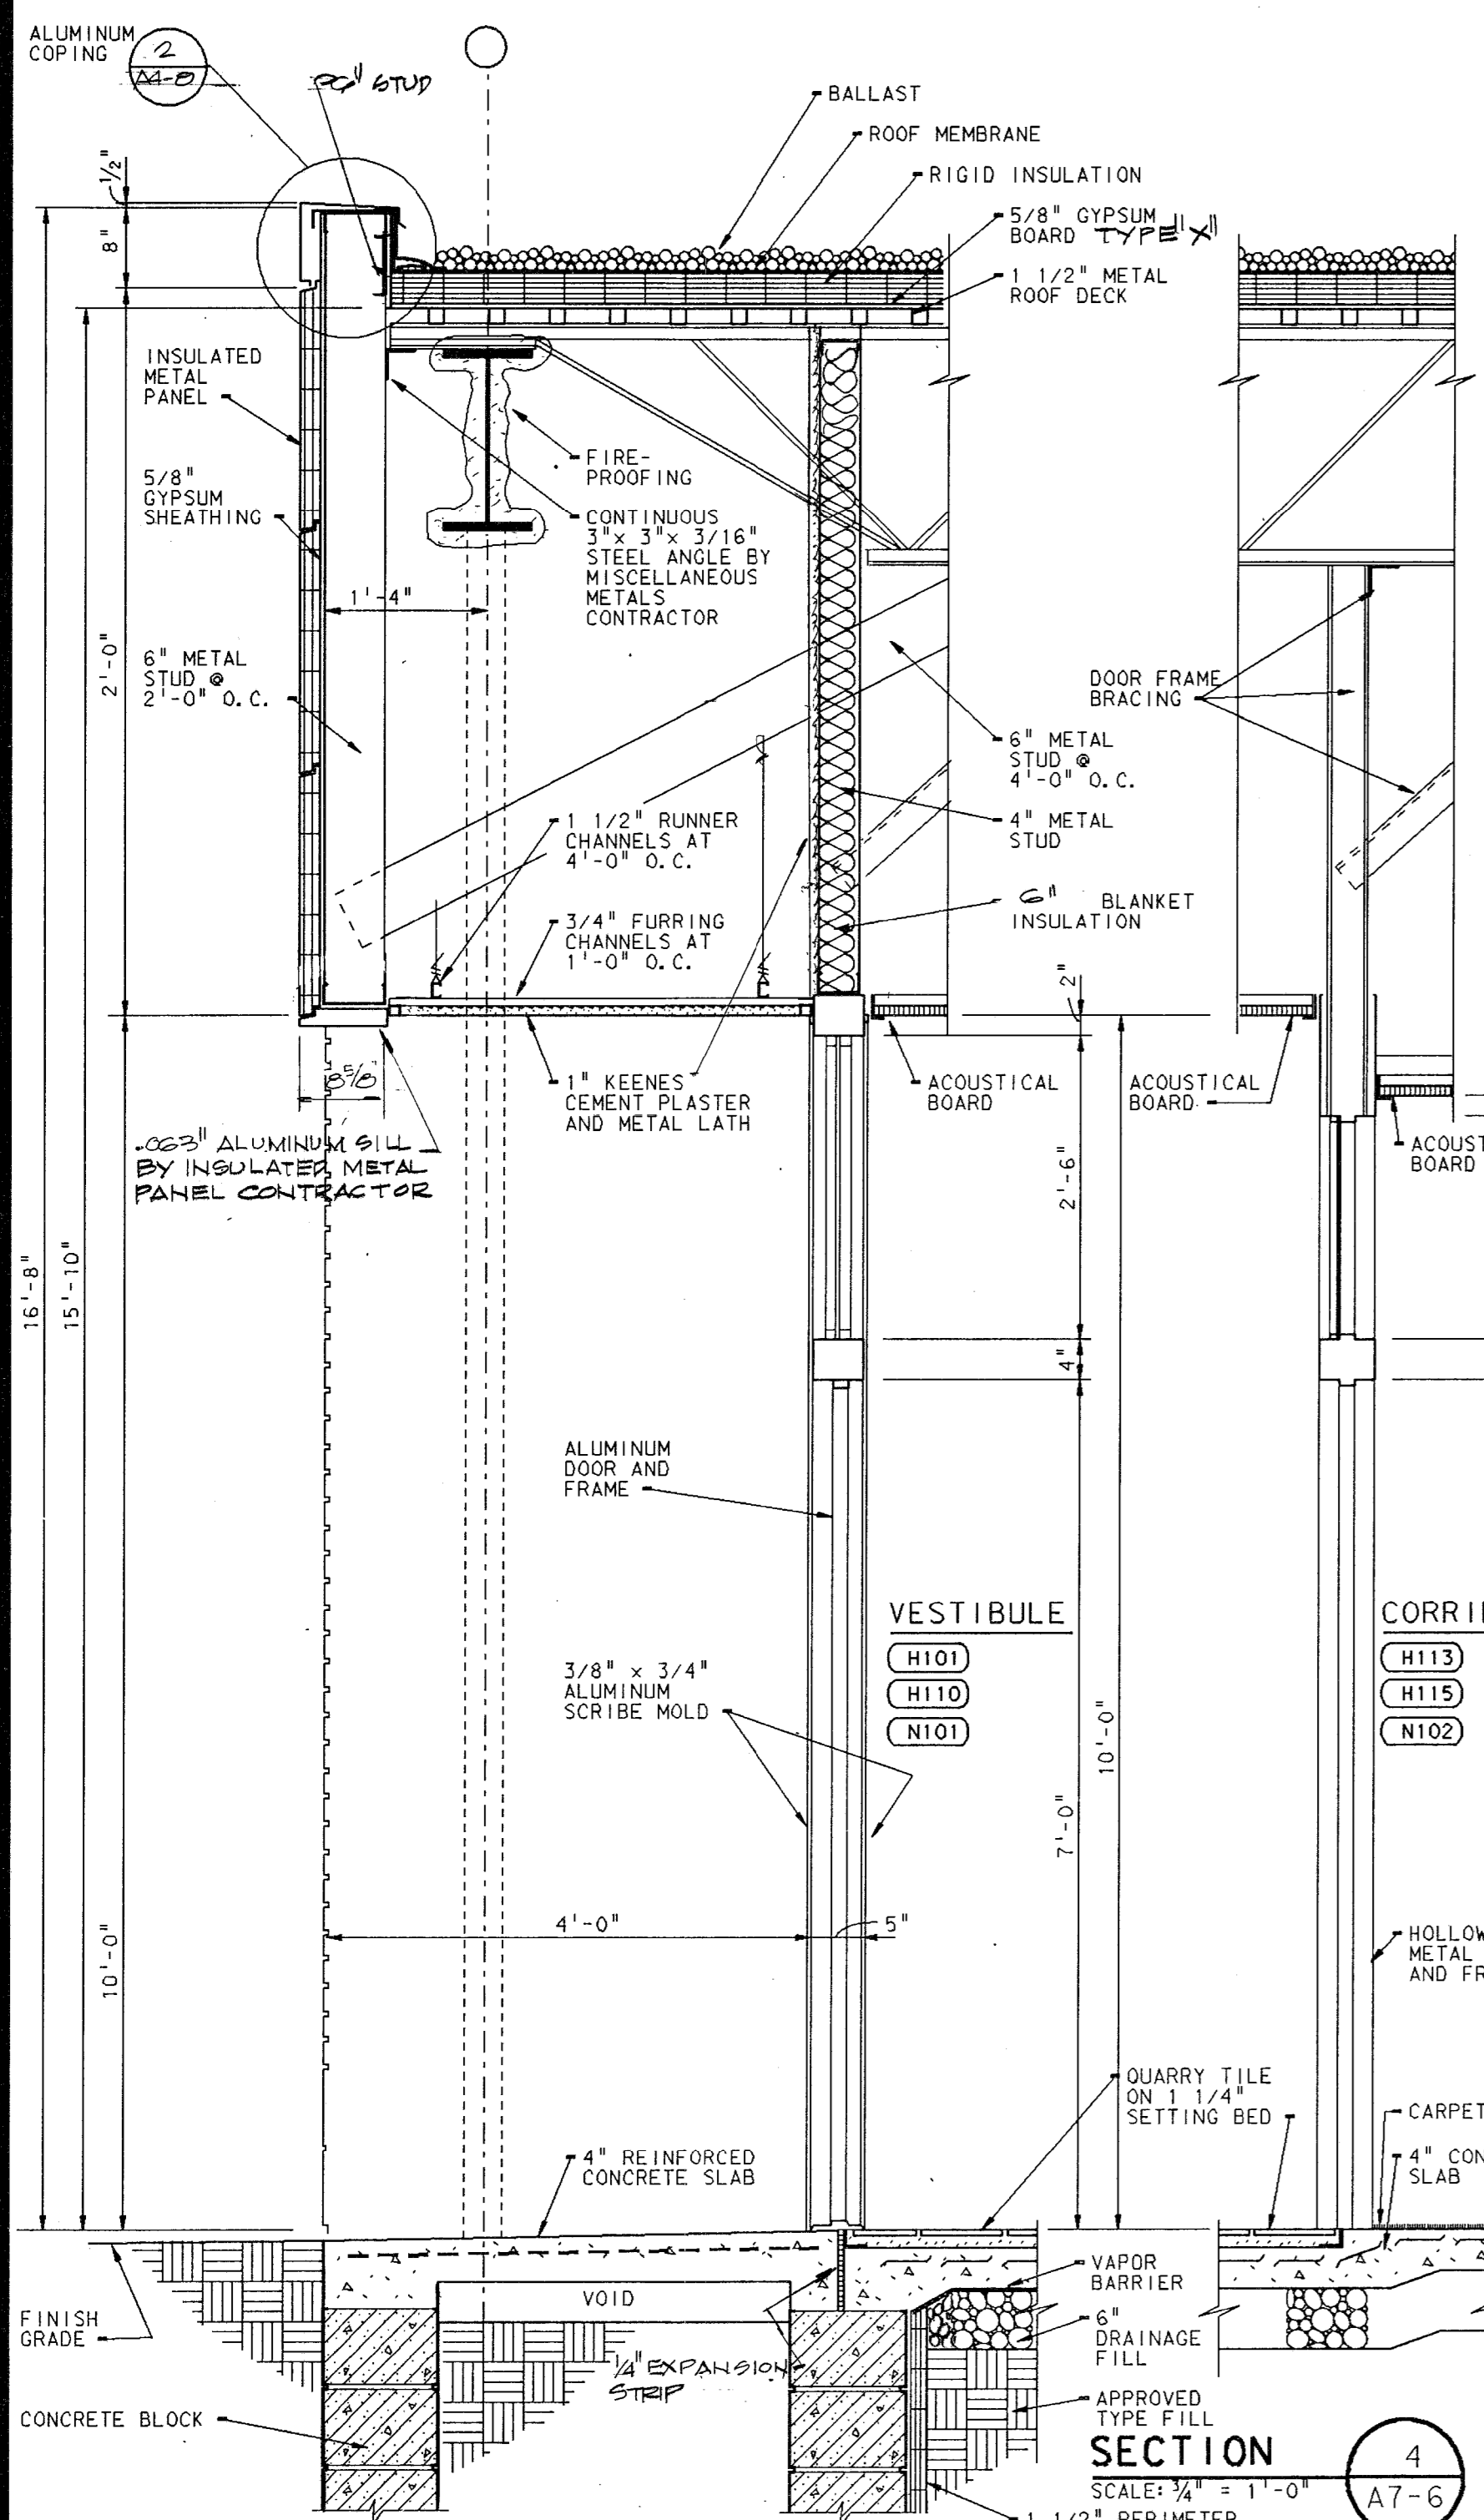 ALUMINUM
COPING
2
A4-8
STUD
BALLAST
ROOF MEMBRANE
RIGID INSULATION
5/8" GYPSUM
BOARD TYPE "X"
1 1/2" METAL
ROOF DECK
1/2"
8"
INSULATED
METAL
PANEL
5/8"
GYPSUM
SHEATHING
FIRE-
PROOFING
CONTINUOUS
3"x 3"x 3/16"
STEEL ANGLE BY
MISCELLANEOUS
METALS
CONTRACTOR
1'-4"
2'-0"
6" METAL
STUD @
2'-0" O.C.
DOOR FRAME
BRACING
6" METAL
STUD @
4'-0" O.C.
4" METAL
STUD
1 1/2" RUNNER
CHANNELS AT
4'-0" O.C.
6" BLANKET
INSULATION
3/4" FURRING
CHANNELS AT
1'-0" O.C.
2"
8 5/8
1" KEENES
CEMENT PLASTER
AND METAL LATH
ACOUSTICAL
BOARD
ACOUSTICAL
BOARD
ACOUST
BOARD
.063" ALUMINUM SILL
BY INSULATED METAL
PANEL CONTRACTOR
2'-6"
16'-8"
15'-10"
4"
ALUMINUM
DOOR AND
FRAME
VESTIBULE
H101
H110
N101
CORRI
H113
H115
N102
3/8" x 3/4"
ALUMINUM
SCRIBE MOLD
10'-0"
7'-0"
4'-0"
5"
10'-0"
HOLLOW
METAL
AND FR
QUARRY TILE
ON 1 1/4"
SETTING BED
CARPET
4" CON
SLAB
4" REINFORCED
CONCRETE SLAB
VOID
VAPOR
BARRIER
FINISH
GRADE
6"
DRAINAGE
FILL
1/4" EXPANSION
STRIP
APPROVED
TYPE FILL
CONCRETE BLOCK
SECTION
4
A7-6
SCALE: 3/4" = 1'-0"
1 1/2" PERIMETER